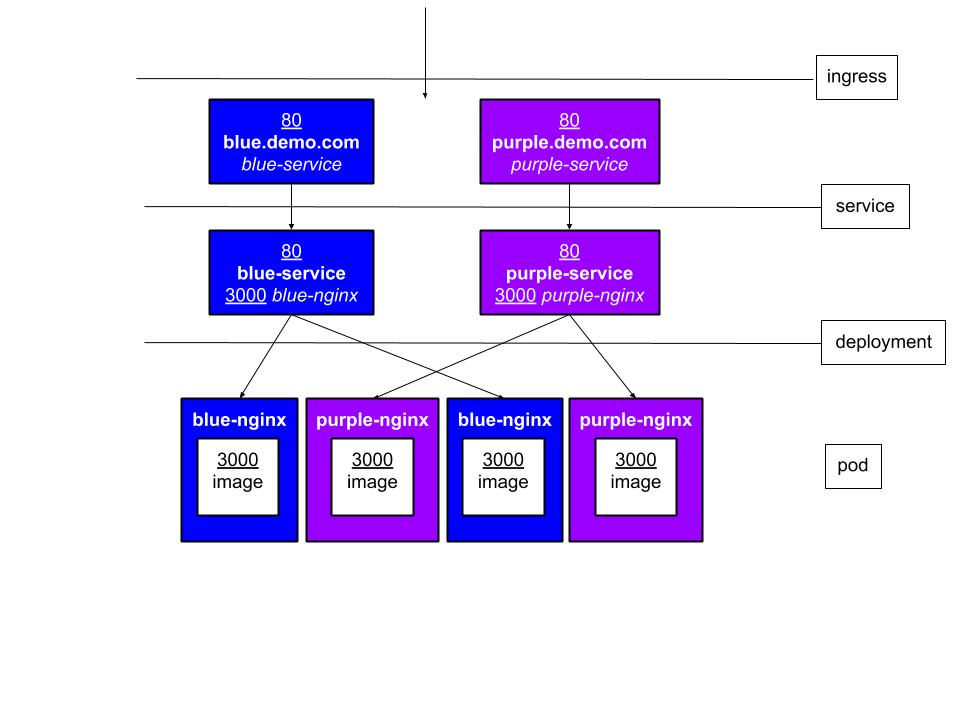 ingress
80
blue.demo.com
blue-service
80
purple.demo.com
purple-service
service
80
blue-service
3000 blue-nginx
80
purple-service
3000 purple-nginx
deployment
blue-nginx
3000
image
purple-nginx
3000
image
blue-nginx
3000
image
purple-nginx
3000
image
pod